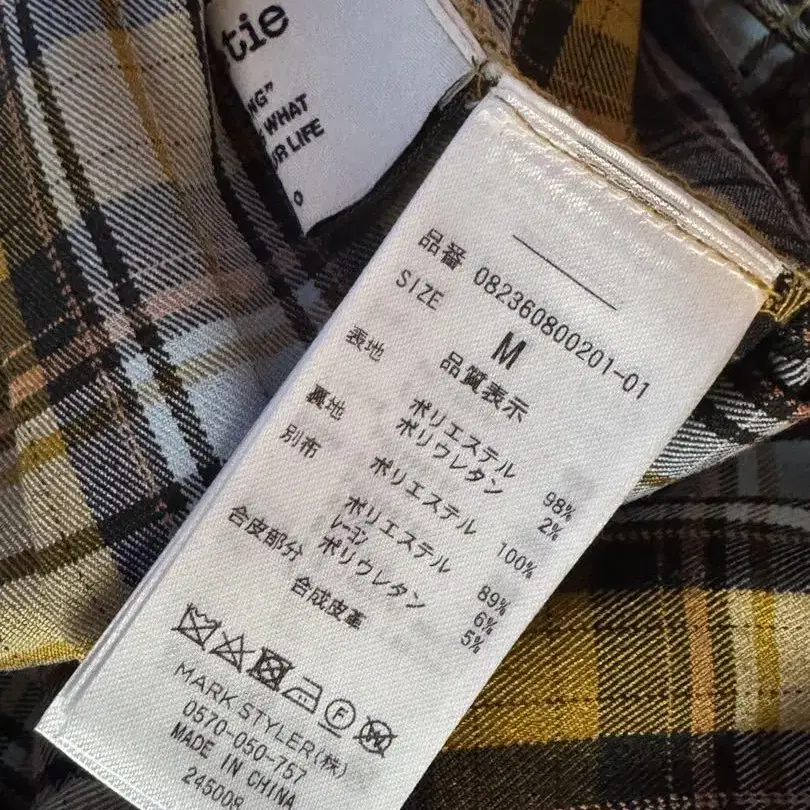 tie
NG"
WHAT
R LIFE
品番 082360800201-01
SIZE M
品質表示
表地 ポリエステル 98%
ポリウレタン 2%
裏地 ポリエステル 100%
別布 ポリエステル 89%
レーヨン 6%
ポリウレタン 5%
合皮部分 合成皮革
F
MARK STYLER(株)
0570-050-757
MADE IN CHINA
245008